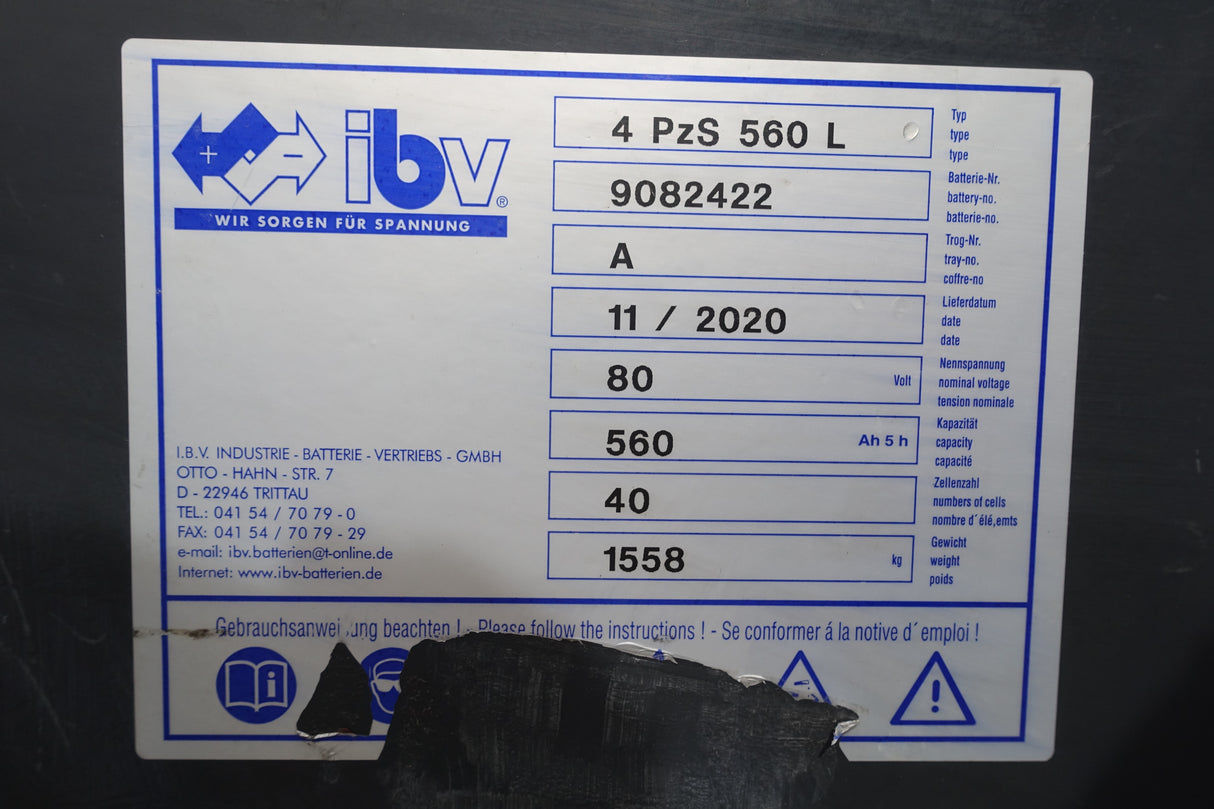 ibv®
WIR SORGEN FÜR SPANNUNG
4 PzS 560 L
Typ
type
type
9082422
Batterie-Nr.
battery-no.
batterie-no.
A
Trog-Nr.
tray-no.
coffre-no
11 / 2020
Lieferdatum
date
date
80 Volt
Nennspannung
nominal voltage
tension nominale
560 Ah 5 h
Kapazität
capacity
capacité
40
Zellenzahl
numbers of cells
nombre d´élé,emts
1558 kg
Gewicht
weight
poids
I.B.V. INDUSTRIE - BATTERIE - VERTRIEBS - GMBH
OTTO - HAHN - STR. 7
D - 22946 TRITTAU
TEL.: 041 54 / 70 79 - 0
FAX: 041 54 / 70 79 - 29
e-mail: ibv.batterien@t-online.de
Internet: www.ibv-batterien.de
beachten ! - Please follow the instructions ! - Se conformer á la notive d´emploi !